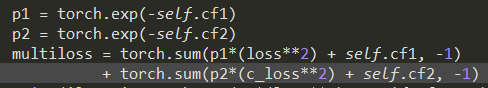 p1 = torch.exp(-self.cf1)
p2 = torch.exp(-self.cf2)
multiloss = torch.sum(p1*(loss**2) + self.cf1, -1)
+ torch.sum(p2*(c_loss**2) + self.cf2, -1)